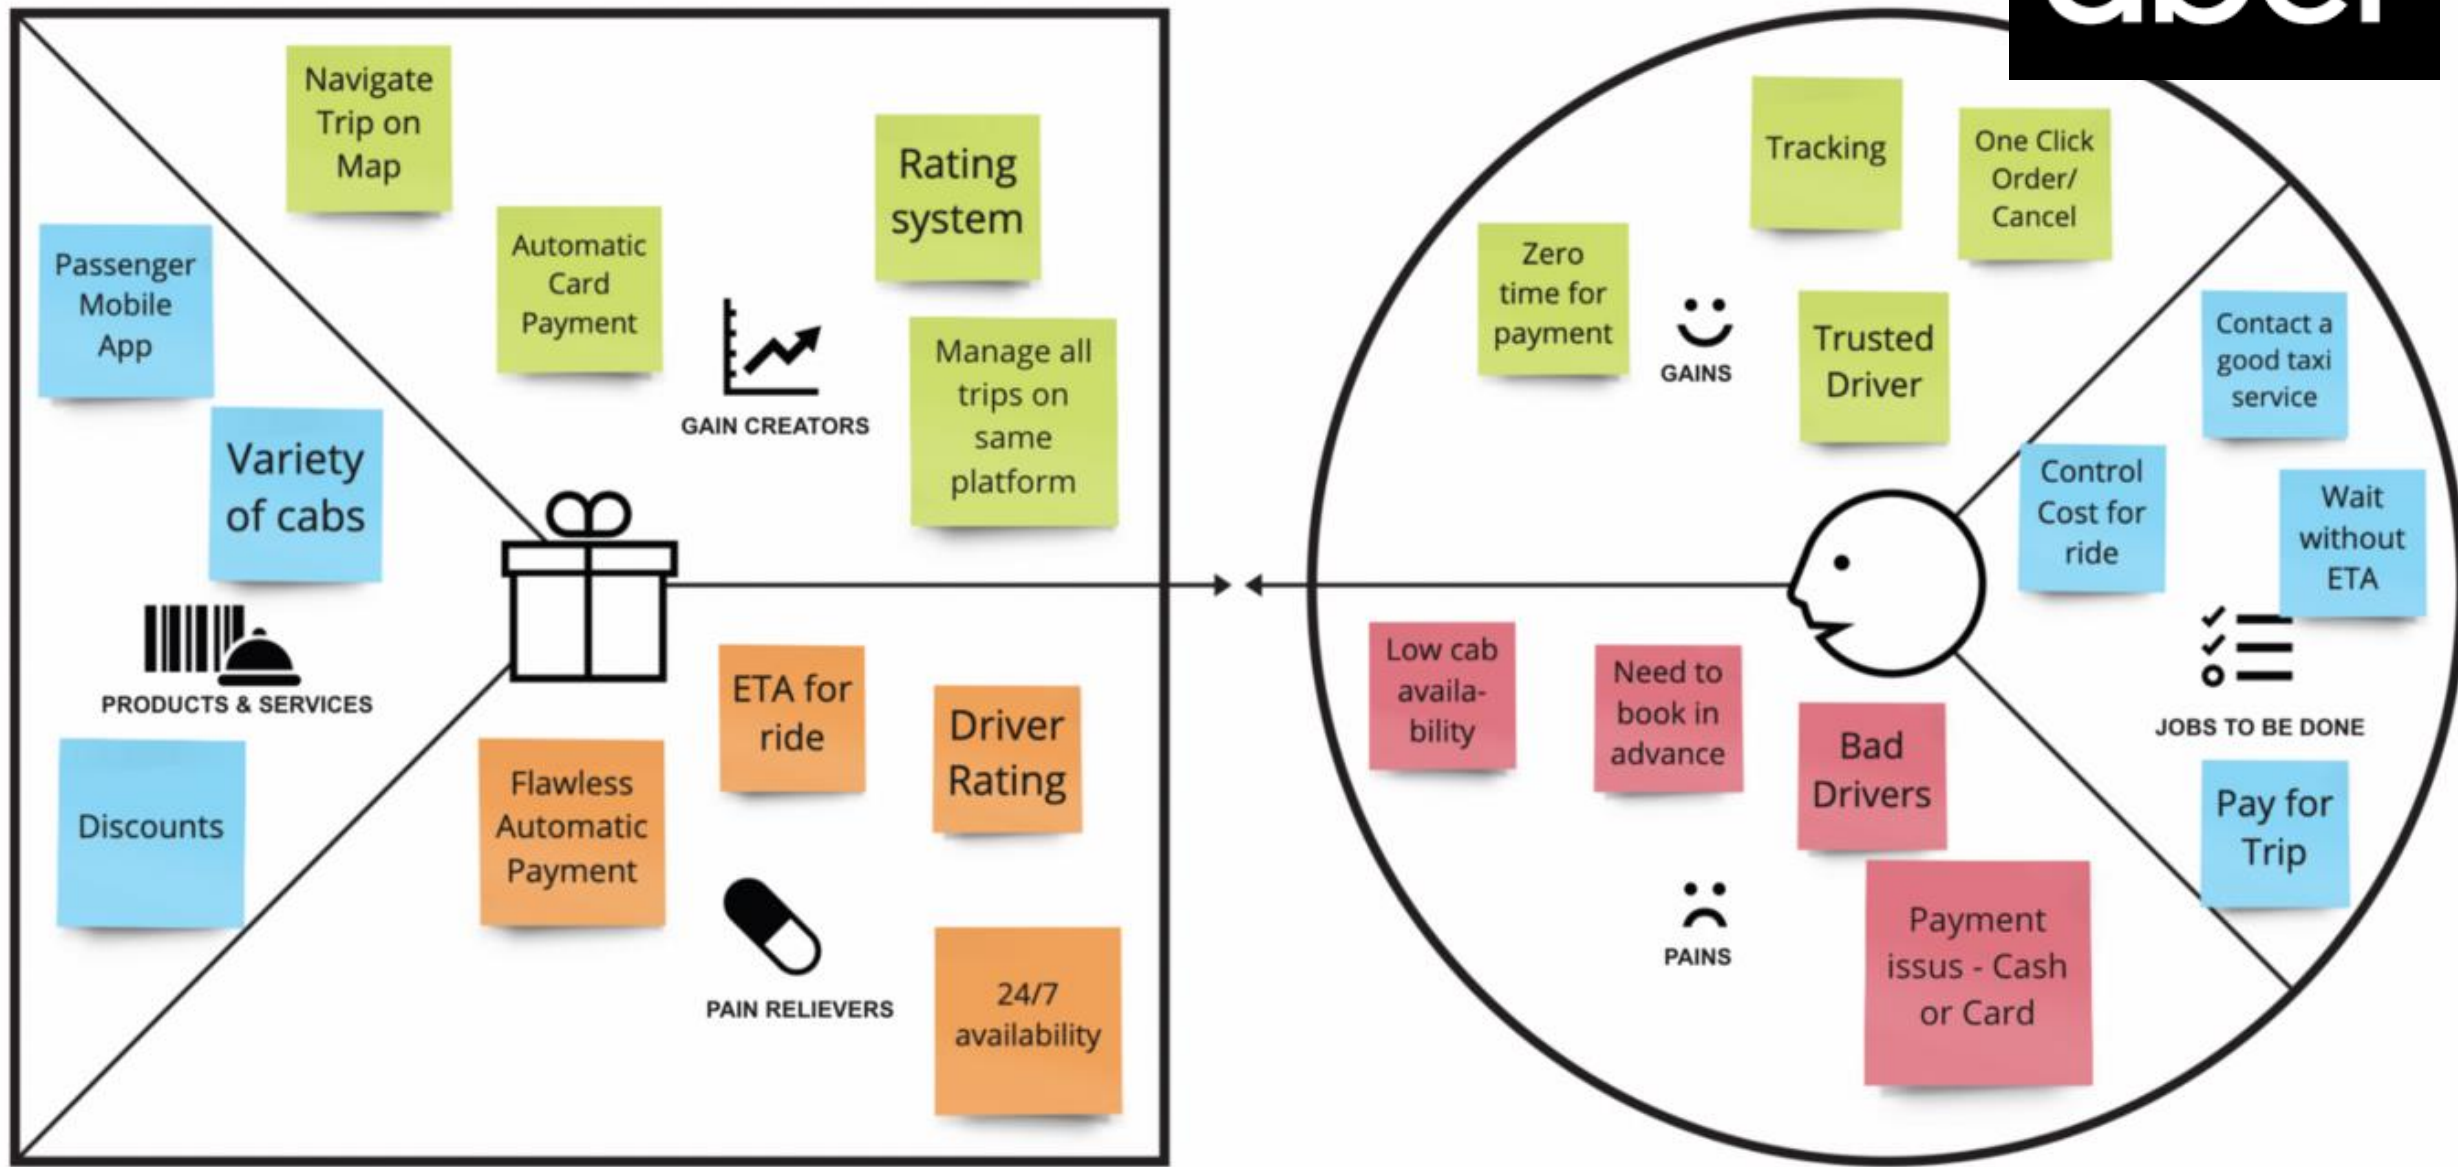 Navigate
Trip on
Map
Rating
system
Automatic
Card
Payment
Passenger
Mobile
App
Variety
of cabs
GAIN CREATORS
Manage all
trips on
same
platform
PRODUCTS & SERVICES
Discounts
ETA for
ride
Driver
Rating
Flawless
Automatic
Payment
PAIN RELIEVERS
24/7
availability
Tracking
One Click
Order/
Cancel
Zero
time for
payment
GAINS
Trusted
Driver
Contact a
good taxi
service
Control
Cost for
ride
Wait
without
ETA
JOBS TO BE DONE
Pay for
Trip
Low cab
availa-
bility
Need to
book in
advance
Bad
Drivers
PAINS
Payment
issus - Cash
or Card